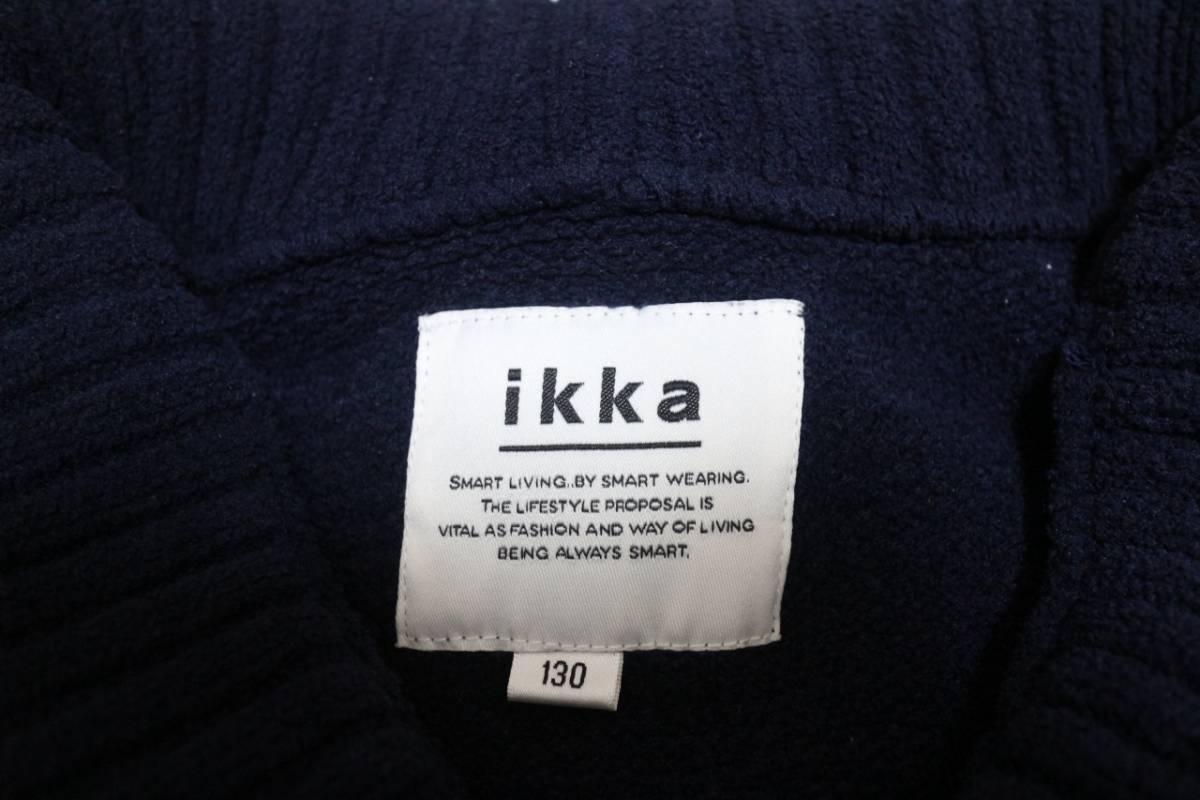 ikka
SMART LIVING,.BY SMART WEARING.
THE LIFESTYLE PROPOSAL IS
VITAL AS FASHION AND WAY OF LIVING
BEING ALWAYS SMART.
130